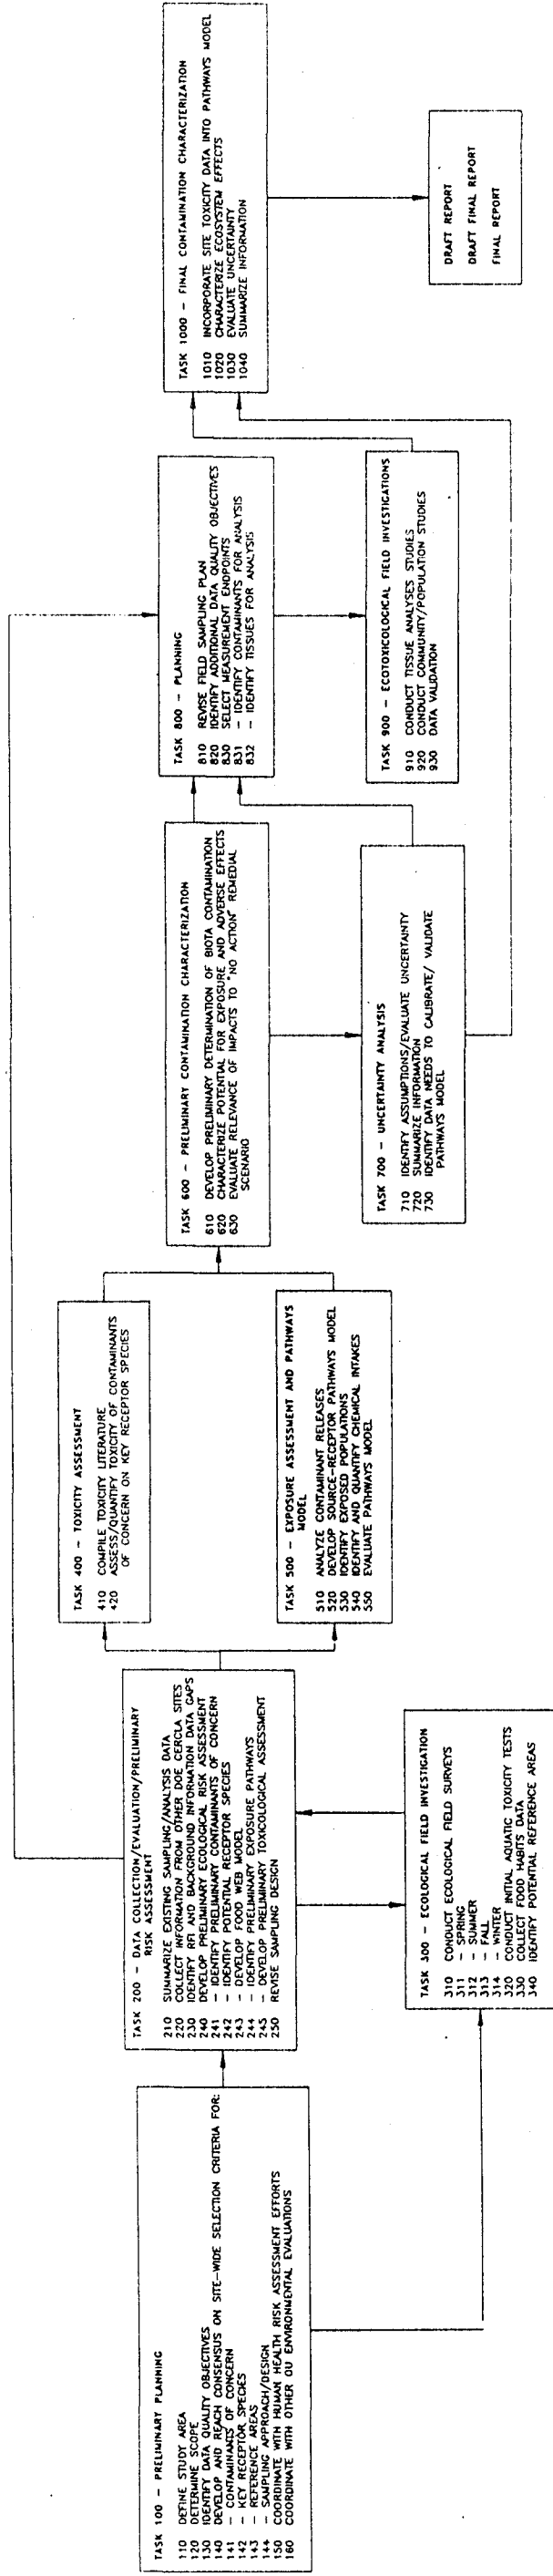 TASK 100 – PRELIMINARY PLANNING
110 DEFINE STUDY AREA
120 DETERMINE SCOPE
130 IDENTIFY DATA QUALITY OBJECTIVES
140 DEVELOP AND REACH CONSENSUS ON SITE-WIDE SELECTION CRITERIA FOR:
141 – CONTAMINANTS OF CONCERN
142 – KEY RECEPTOR SPECIES
143 – REFERENCE AREAS
144 – SAMPLING APPROACH/DESIGN
150 COORDINATE WITH HUMAN HEALTH RISK ASSESSMENT EFFORTS
160 COORDINATE WITH OTHER OU ENVIRONMENTAL EVALUATIONS
TASK 200 – DATA COLLECTION/EVALUATION/PRELIMINARY
RISK ASSESSMENT
210 SUMMARIZE EXISTING SAMPLING/ANALYSIS DATA
220 COLLECT INFORMATION FROM OTHER DOE CERCLA SITES
230 IDENTIFY RFI AND BACKGROUND INFORMATION DATA GAPS
240 DEVELOP PRELIMINARY ECOLOGICAL RISK ASSESSMENT
241 – IDENTIFY PRELIMINARY CONTAMINANTS OF CONCERN
242 – IDENTIFY POTENTIAL RECEPTOR SPECIES
243 – DEVELOP FOOD WEB MODEL
244 – IDENTIFY PRELIMINARY EXPOSURE PATHWAYS
245 – DEVELOP PRELIMINARY TOXICOLOGICAL ASSESSMENT
250 REVISE SAMPLING DESIGN
TASK 300 – ECOLOGICAL FIELD INVESTIGATION
310 CONDUCT ECOLOGICAL FIELD SURVEYS
311 – SPRING
312 – SUMMER
313 – FALL
314 – WINTER
320 CONDUCT INITIAL AQUATIC TOXICITY TESTS
330 COLLECT FOOD HABITS DATA
340 IDENTIFY POTENTIAL REFERENCE AREAS
TASK 400 – TOXICITY ASSESSMENT
410 COMPILE TOXICITY LITERATURE
420 ASSESS/QUANTIFY TOXICITY OF CONTAMINANTS
OF CONCERN ON KEY RECEPTOR SPECIES
TASK 500 – EXPOSURE ASSESSMENT AND PATHWAYS
MODEL
510 ANALYZE CONTAMINANT RELEASES
520 DEVELOP SOURCE-RECEPTOR PATHWAYS MODEL
530 IDENTIFY EXPOSED POPULATIONS
540 IDENTIFY AND QUANTIFY CHEMICAL INTAKES
550 EVALUATE PATHWAYS MODEL
TASK 600 – PRELIMINARY CONTAMINATION CHARACTERIZATION
610 DEVELOP PRELIMINARY DETERMINATION OF BIOTA CONTAMINATION
620 CHARACTERIZE POTENTIAL FOR EXPOSURE AND ADVERSE EFFECTS
630 EVALUATE RELEVANCE OF IMPACTS TO "NO ACTION" REMEDIAL
SCENARIO
TASK 700 – UNCERTAINTY ANALYSIS
710 IDENTIFY ASSUMPTIONS/EVALUATE UNCERTAINTY
720 SUMMARIZE INFORMATION
730 IDENTIFY DATA NEEDS TO CALIBRATE/ VALIDATE
PATHWAYS MODEL
TASK 800 – PLANNING
810 REVISE FIELD SAMPLING PLAN
820 IDENTIFY ADDITIONAL DATA QUALITY OBJECTIVES
830 SELECT MEASUREMENT ENDPOINTS
831 – IDENTIFY CONTAMINANTS FOR ANALYSIS
832 – IDENTIFY TISSUES FOR ANALYSIS
TASK 900 – ECOTOXICOLOGICAL FIELD INVESTIGATIONS
910 CONDUCT TISSUE ANALYSES STUDIES
920 CONDUCT COMMUNITY/POPULATION STUDIES
930 DATA VALIDATION
TASK 1000 – FINAL CONTAMINATION CHARACTERIZATION
1010 INCORPORATE SITE TOXICITY DATA INTO PATHWAYS MODEL
1020 CHARACTERIZE ECOSYSTEM EFFECTS
1030 EVALUATE UNCERTAINTY
1040 SUMMARIZE INFORMATION
DRAFT REPORT
DRAFT FINAL REPORT
FINAL REPORT